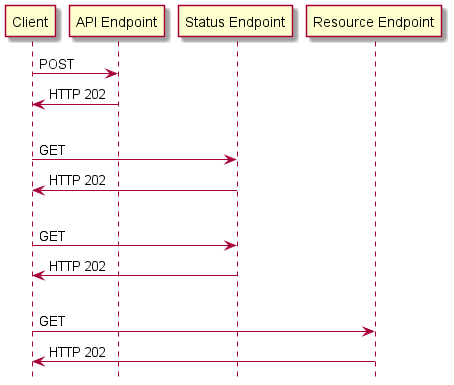 Client
API Endpoint
Status Endpoint
Resource Endpoint
POST
HTTP 202
GET
HTTP 202
GET
HTTP 202
GET
HTTP 202